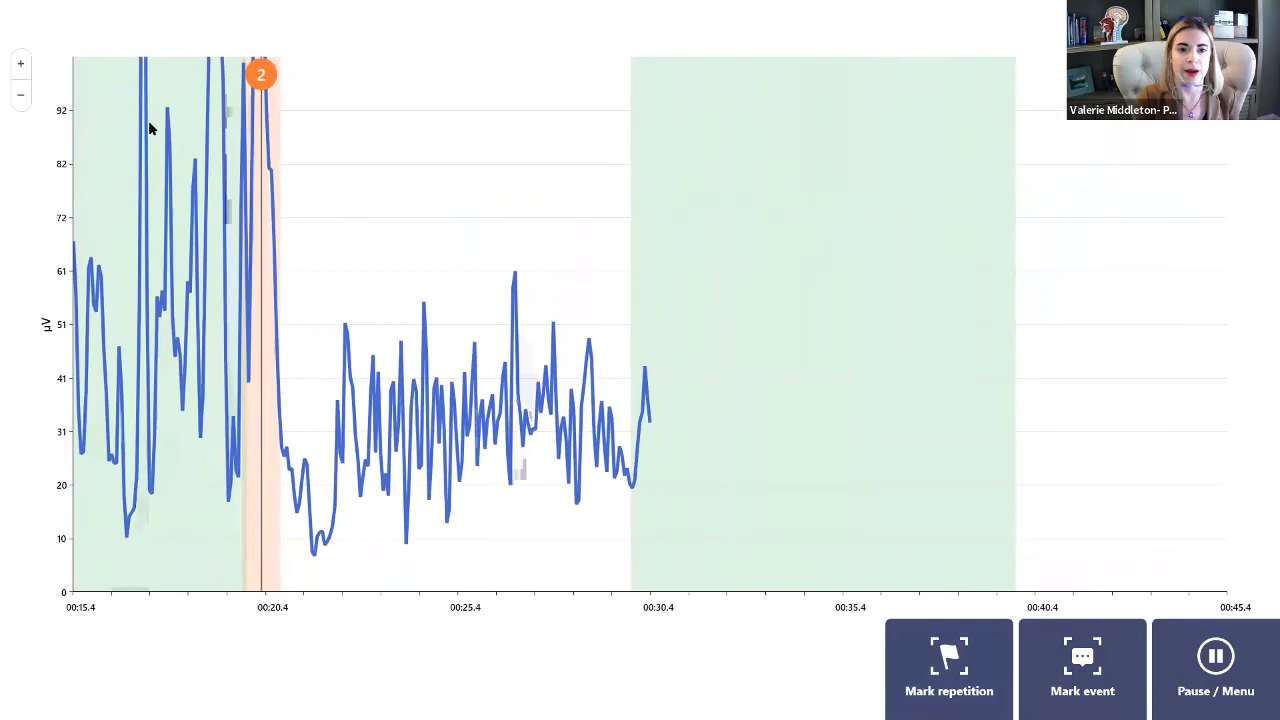 +
−
2
Valerie Middleton- P...
92
82
72
61
51
41
31
20
10
0
µV
00:15.4 00:20.4 00:25.4 00:30.4 00:35.4 00:40.4 00:45.4
Mark repetition
Mark event
Pause / Menu